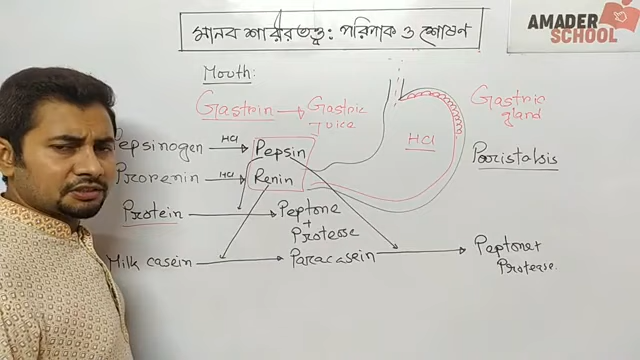 মানব শারীরতত্ত্ব: পরিপাক ও শোষণ
AMADER
SCHOOL
Mouth:
Gastrin → Gastric
juice
Gastric
gland
HCl
Pepsinogen HCl → Pepsin
Peoristalsis
Prorenin HCl → Renin
Protein → Peptone
+
Protease
Milk casein → Paracasein → Peptone+
Protease